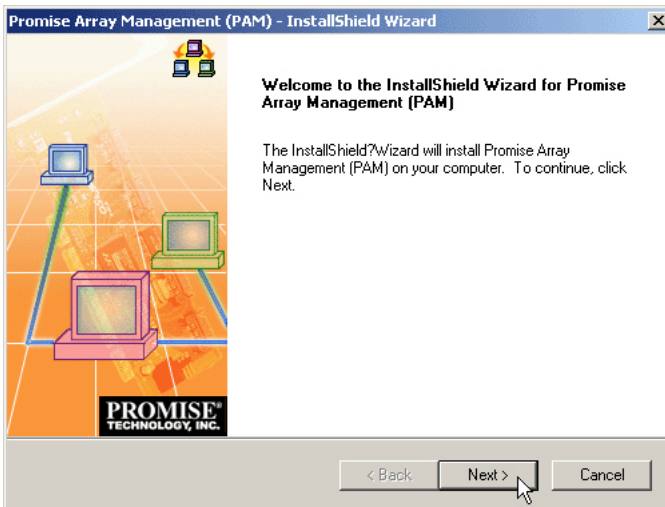 Promise Array Management (PAM) - InstallShield Wizard
Welcome to the InstallShield Wizard for Promise
Array Management (PAM)
The InstallShield?Wizard will install Promise Array
Management (PAM) on your computer. To continue, click
Next.
PROMISE®
TECHNOLOGY, INC.
< Back
Next >
Cancel